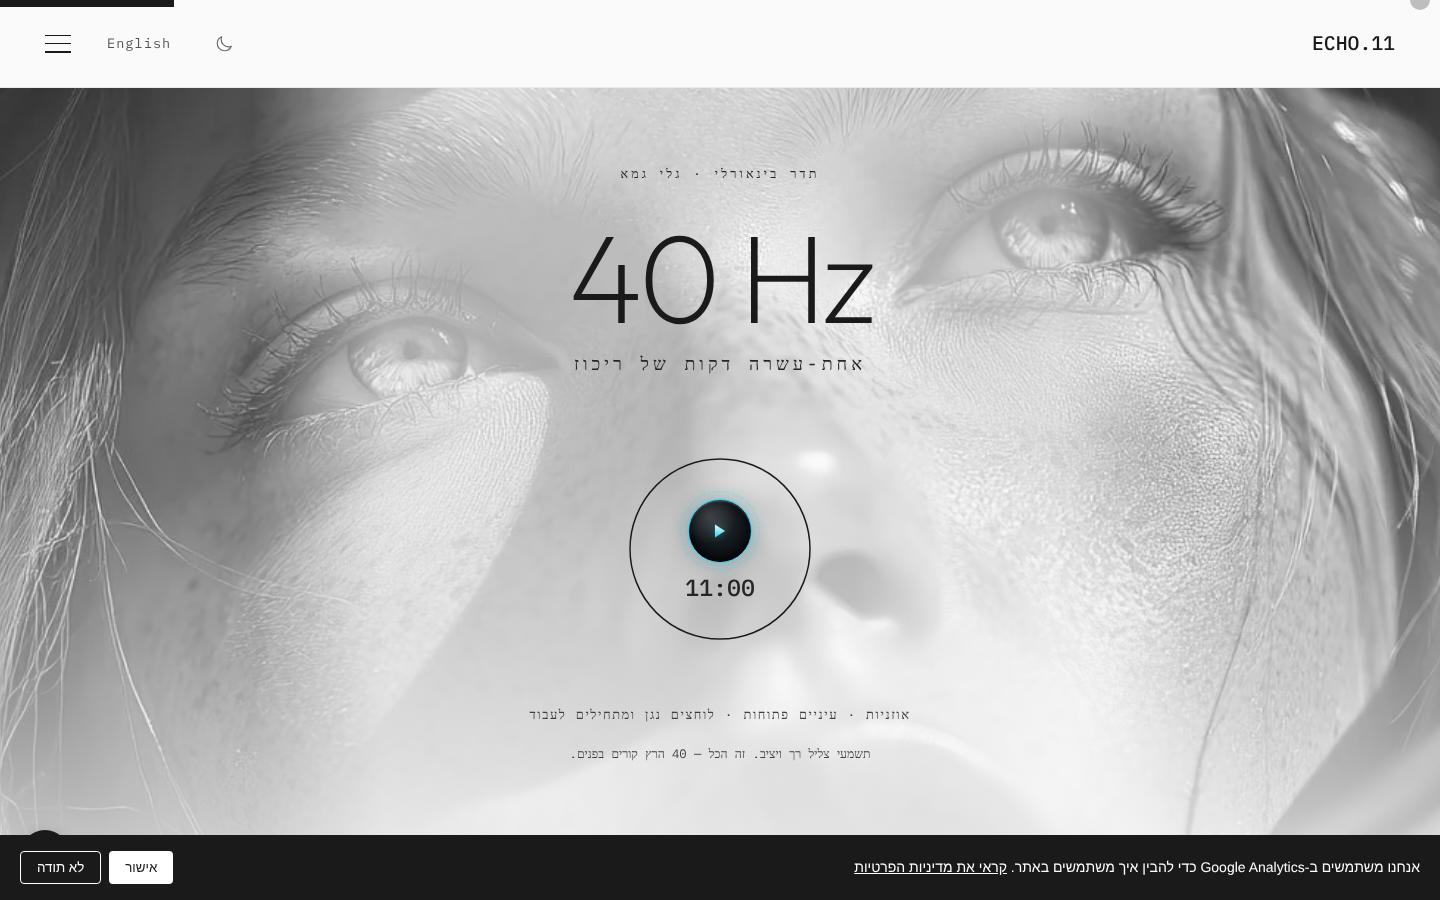 ECHO.11
English
תדר בינאורלי · גלי גמא
40 Hz
אחת-עשרה דקות של ריכוז
11:00
אוזניות · עיניים פתוחות · לוחצים נגן ומתחילים לעבוד
תשמעי צליל רך ויציב. זה הכל — 40 הרץ קורים בפנים.
אנחנו משתמשים ב-Google Analytics כדי להבין איך משתמשים באתר. קראי את מדיניות הפרטיות
אישור
לא תודה